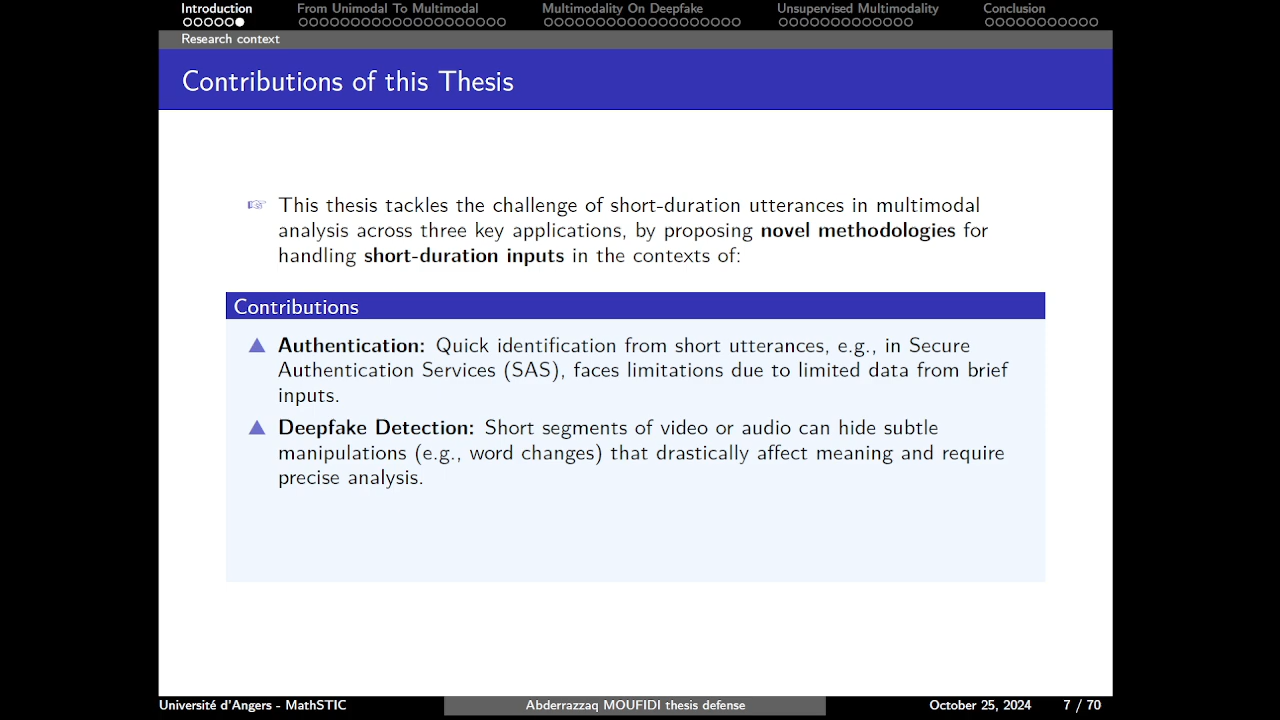 Introduction From Unimodal To Multimodal Multimodality On Deepfake Unsupervised Multimodality Conclusion
Research context
Contributions of this Thesis
This thesis tackles the challenge of short-duration utterances in multimodal
analysis across three key applications, by proposing novel methodologies for
handling short-duration inputs in the contexts of:
Contributions
Authentication: Quick identification from short utterances, e.g., in Secure
Authentication Services (SAS), faces limitations due to limited data from brief
inputs.
Deepfake Detection: Short segments of video or audio can hide subtle
manipulations (e.g., word changes) that drastically affect meaning and require
precise analysis.
Université d'Angers - MathSTIC Abderrazzaq MOUFIDI thesis defense October 25, 2024 7 / 70